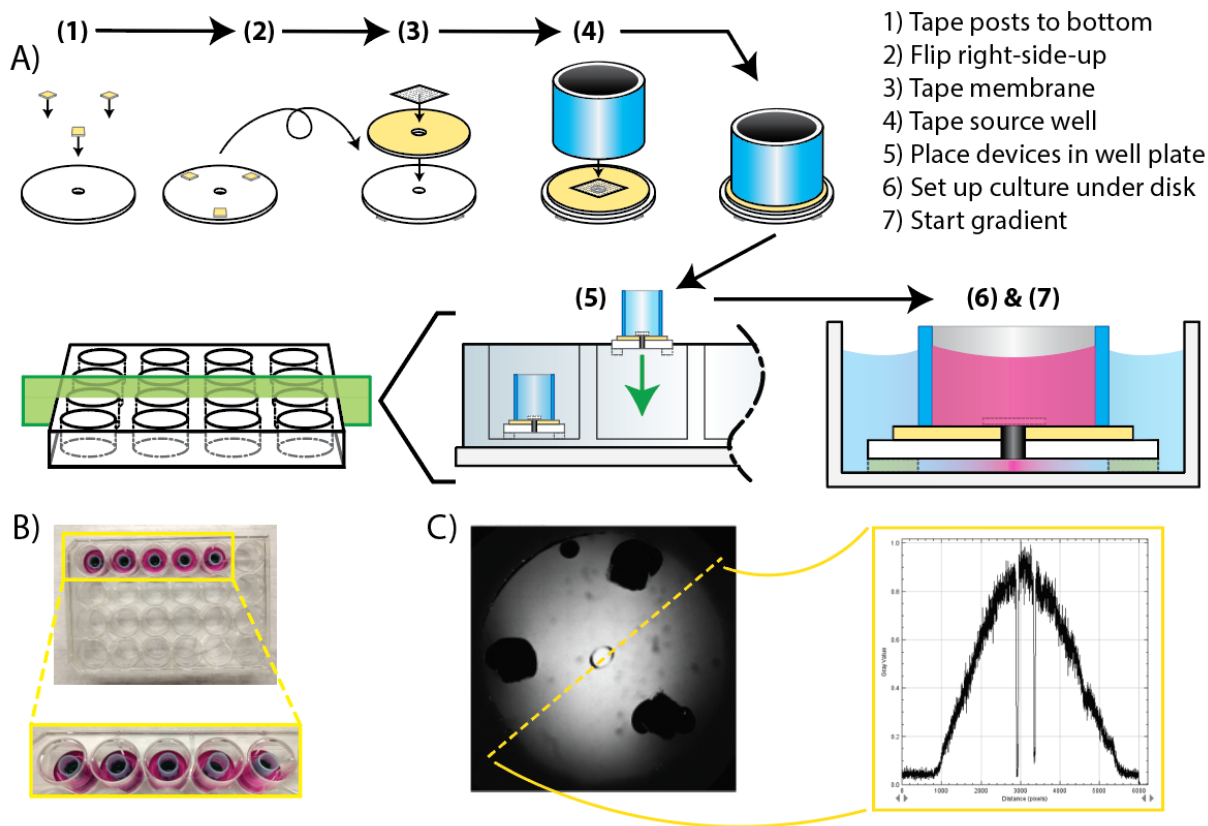 (1)
(2)
(3)
(4)
1) Tape posts to bottom
2) Flip right-side-up
3) Tape membrane
4) Tape source well
5) Place devices in well plate
6) Set up culture under disk
7) Start gradient
A)
(5)
(6) & (7)
B)
C)
1.0
0.8
0.6
0.4
0.2
0.0
Gray Value
0
1000
2000
3000
4000
5000
6000
Distance (pixels)